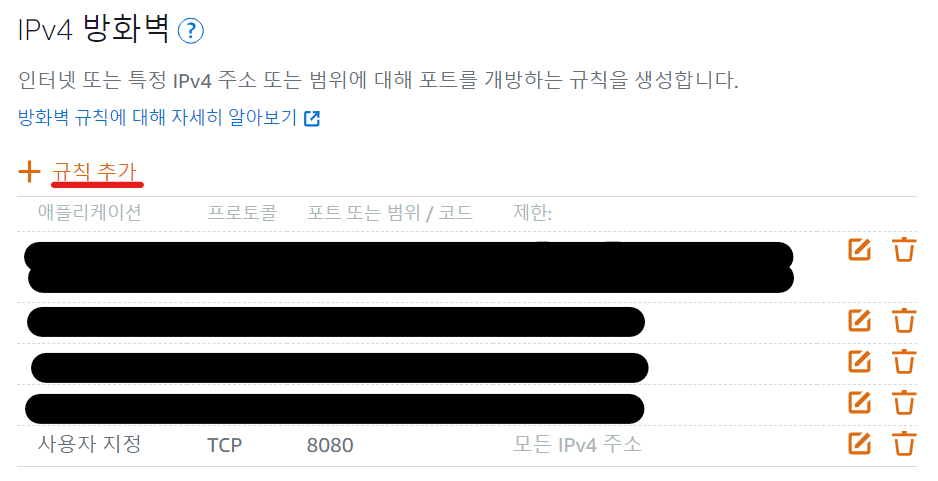 IPv4 방화벽 ?
인터넷 또는 특정 IPv4 주소 또는 범위에 대해 포트를 개방하는 규칙을 생성합니다.
방화벽 규칙에 대해 자세히 알아보기
+ 규칙 추가
애플리케이션 프로토콜 포트 또는 범위 / 코드 제한:
사용자 지정 TCP 8080 모든 IPv4 주소